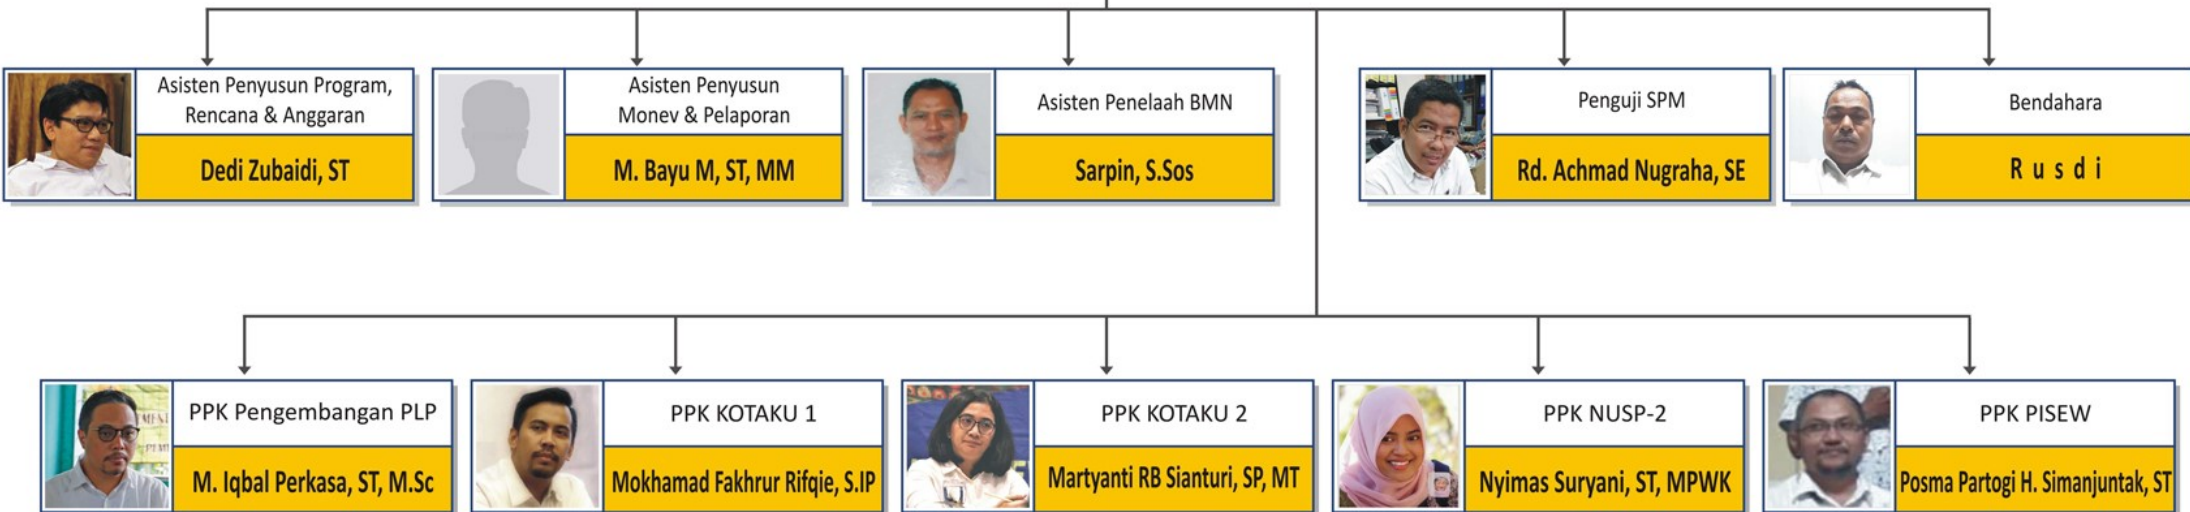 Asisten Penyusun Program,
Rencana & Anggaran
Dedi Zubaidi, ST
Asisten Penyusun
Monev & Pelaporan
M. Bayu M, ST, MM
Asisten Penelaah BMN
Sarpin, S.Sos
Penguji SPM
Rd. Achmad Nugraha, SE
Bendahara
R u s d i
PPK Pengembangan PLP
M. Iqbal Perkasa, ST, M.Sc
PPK KOTAKU 1
Mokhamad Fakhrur Rifqie, S.IP
PPK KOTAKU 2
Martyanti RB Sianturi, SP, MT
PPK NUSP-2
Nyimas Suryani, ST, MPWK
PPK PISEW
Posma Partogi H. Simanjuntak, ST